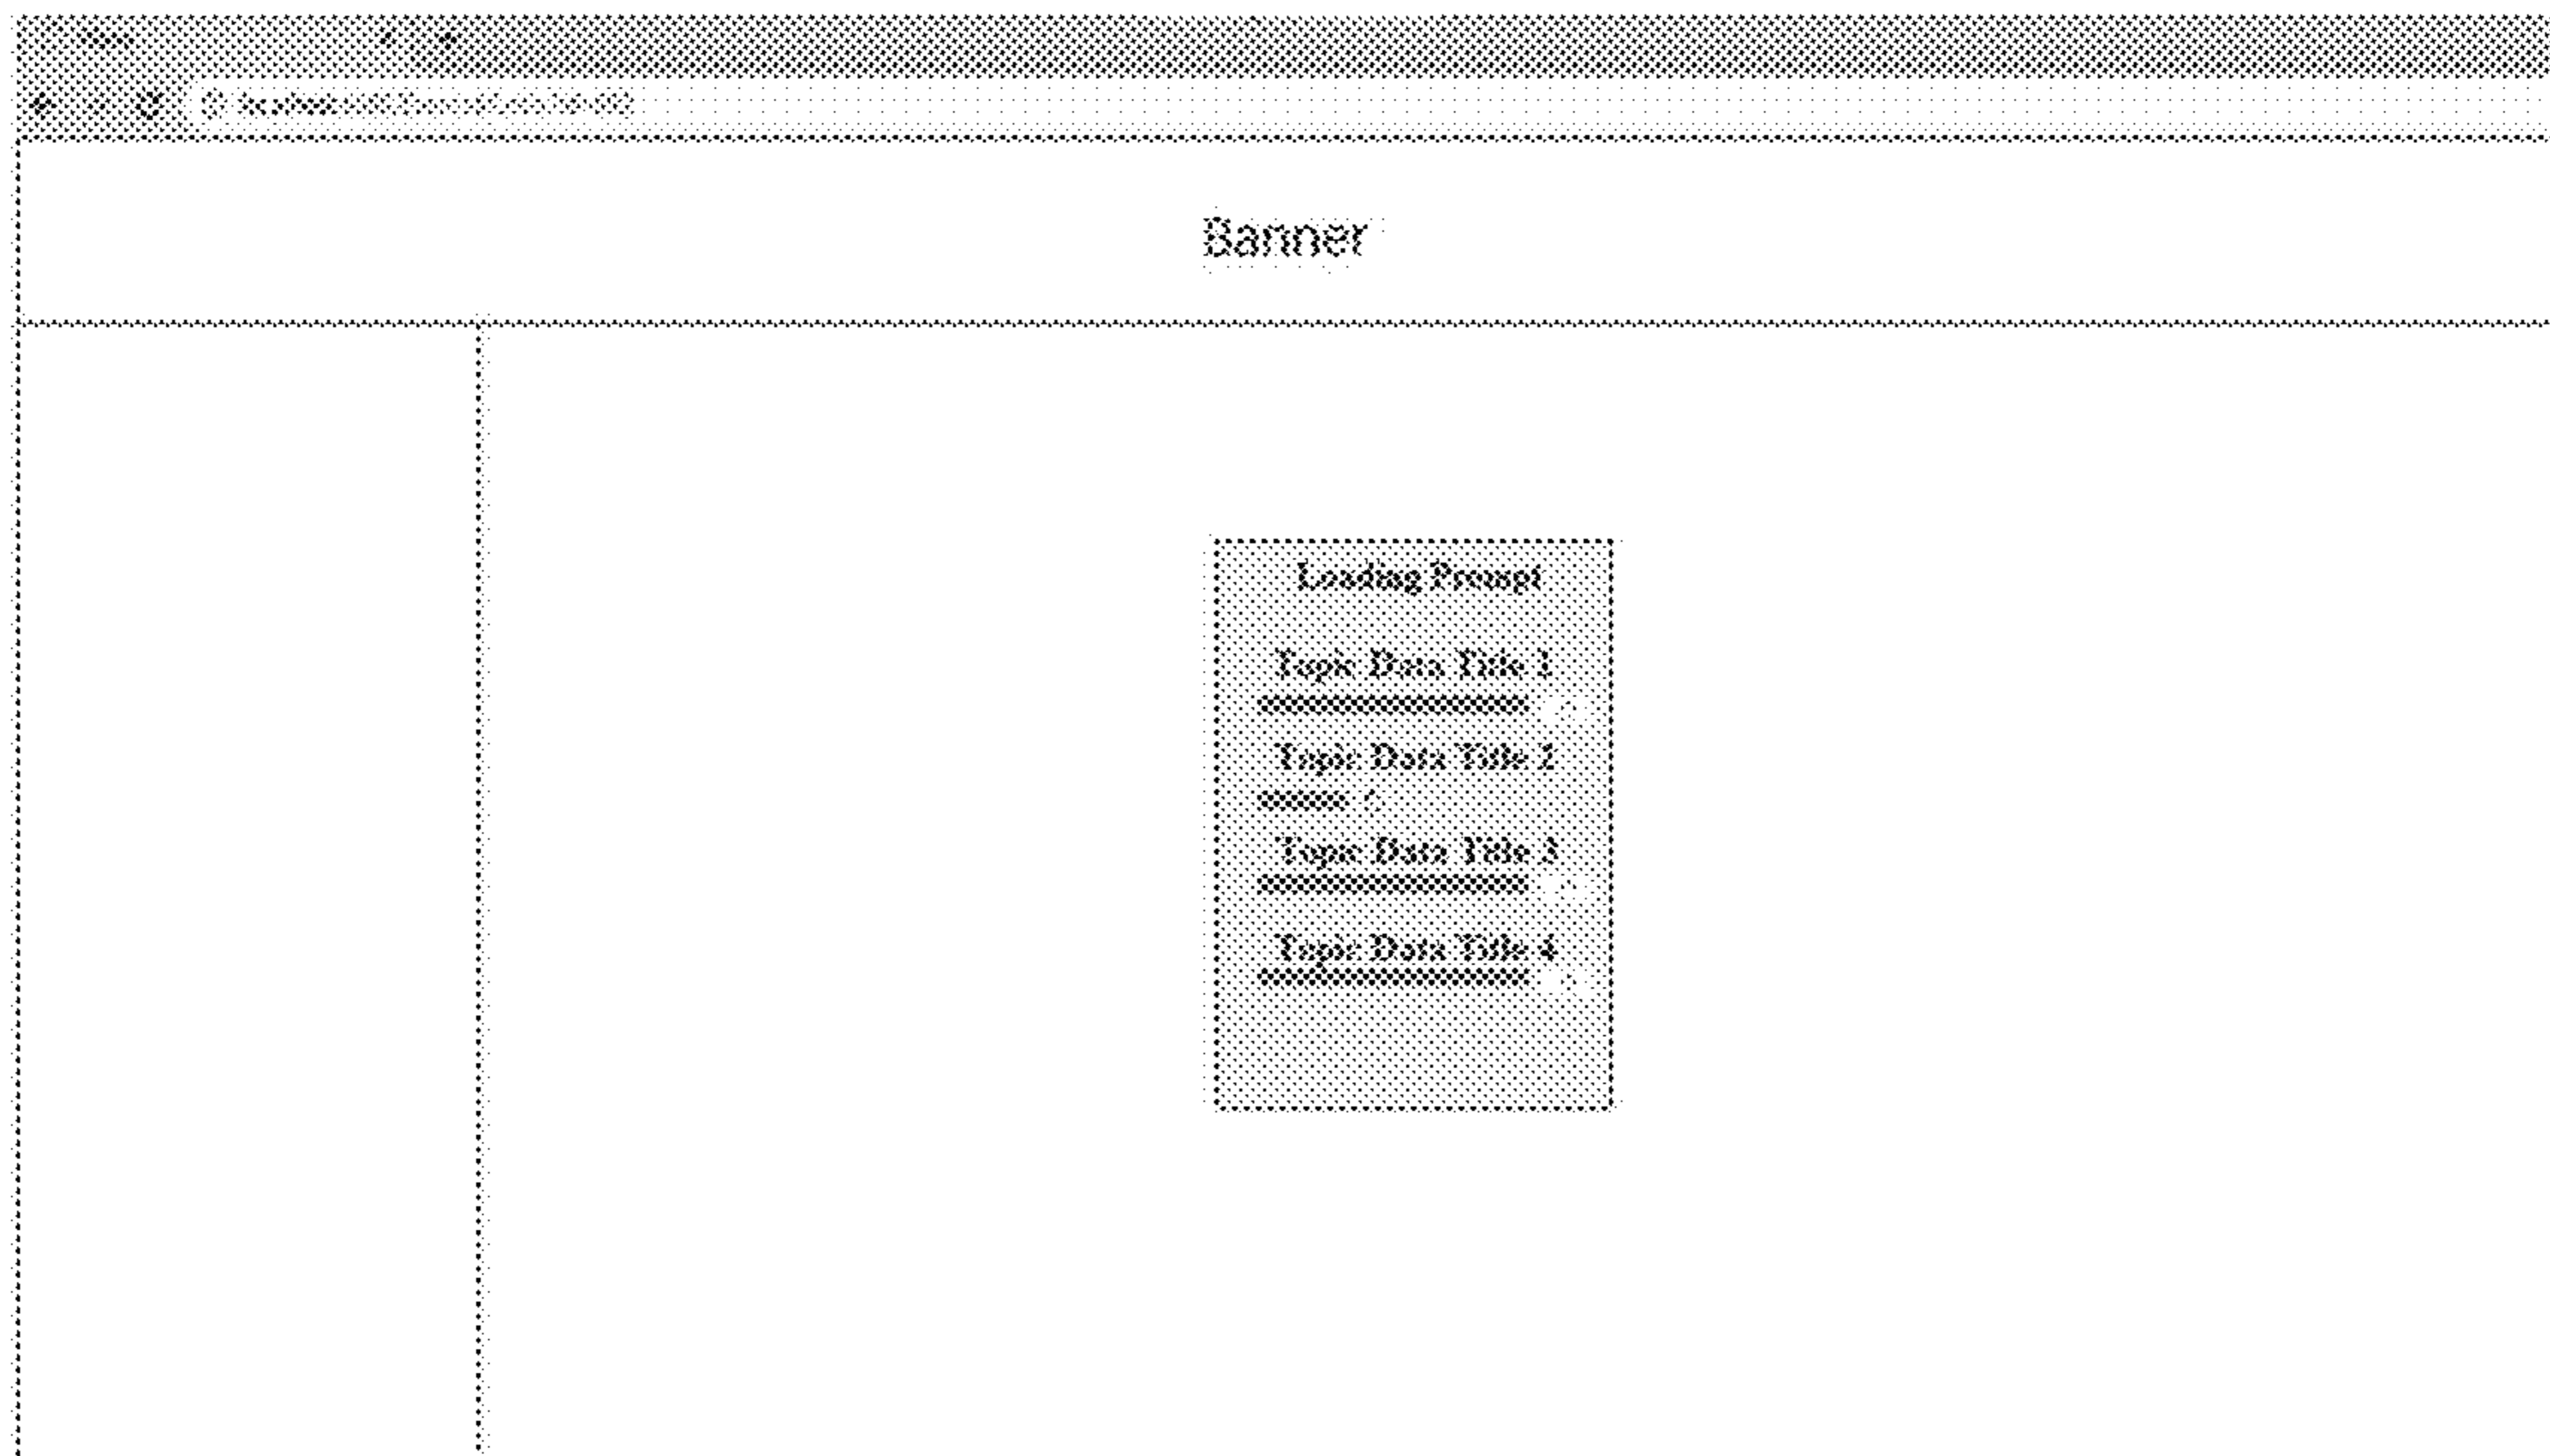 Banner
Loading Prompt
Topic Data Title 1
Topic Data Title 2
Topic Data Title 3
Topic Data Title 4